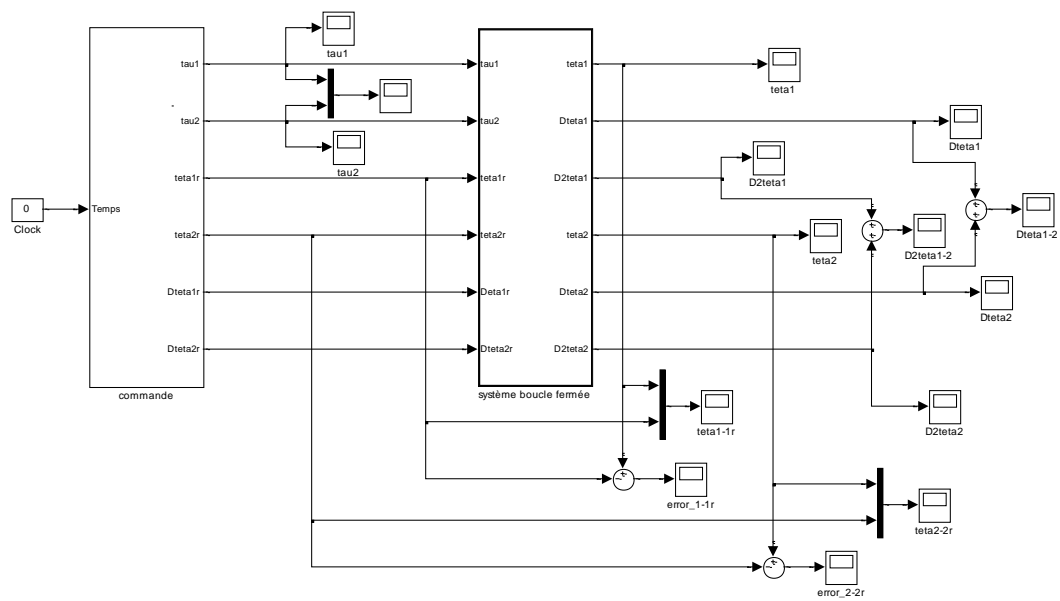 tau1
tau1
tau1
teta1
teta1
tau2
tau2
tau2
Dteta1
Dteta1
teta1r
teta1r
D2teta1
D2teta1
0
Clock
Temps
Dteta1-2
teta2r
teta2r
teta2
teta2
D2teta1-2
Dteta1r
Deta1r
Dteta2
Dteta2
Dteta2r
Dteta2r
D2teta2
commande
système boucle fermée
teta1-1r
D2teta2
error_1-1r
teta2-2r
error_2-2r